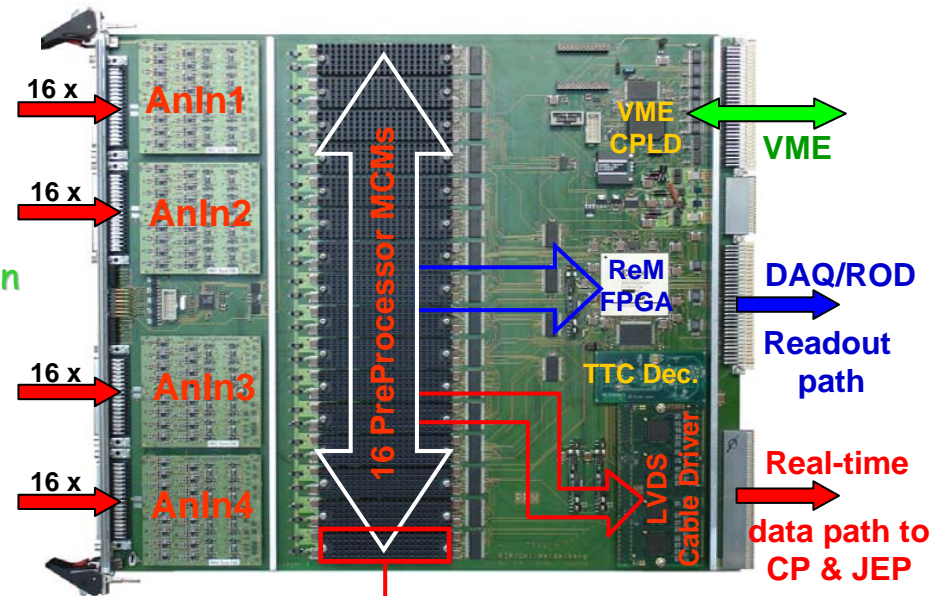 16 x
AnIn1
16 x
AnIn2
n
16 x
AnIn3
16 x
AnIn4
16 PreProcessor MCMs
VME
CPLD
VME
ReM
FPGA
DAQ/ROD
Readout
path
TTC Dec.
LVDS
Cable Driver
Real-time
data path to
CP & JEP